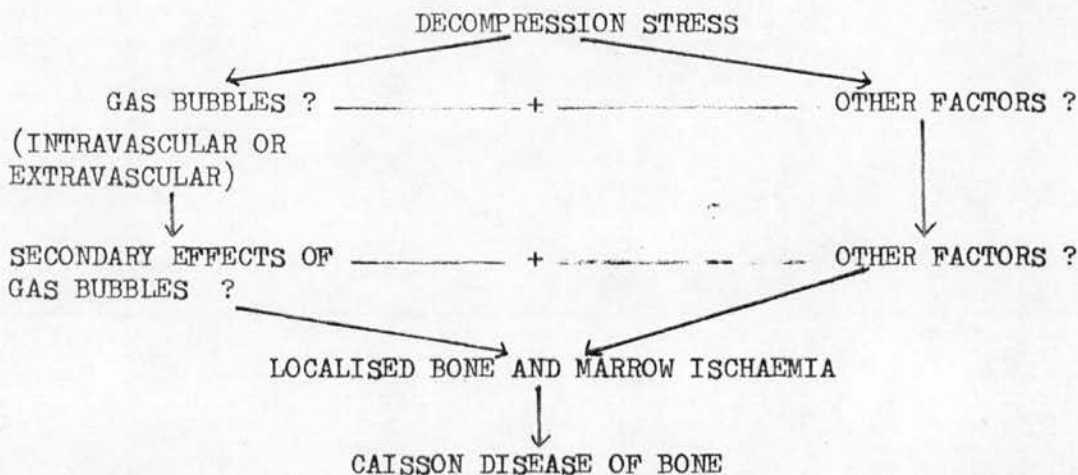 DECOMPRESSION STRESS
GAS BUBBLES ? + OTHER FACTORS ?
(INTRAVASCULAR OR
EXTRAVASCULAR)
SECONDARY EFFECTS OF + OTHER FACTORS ?
GAS BUBBLES ?
LOCALISED BONE AND MARROW ISCHAEMIA
CAISSON DISEASE OF BONE